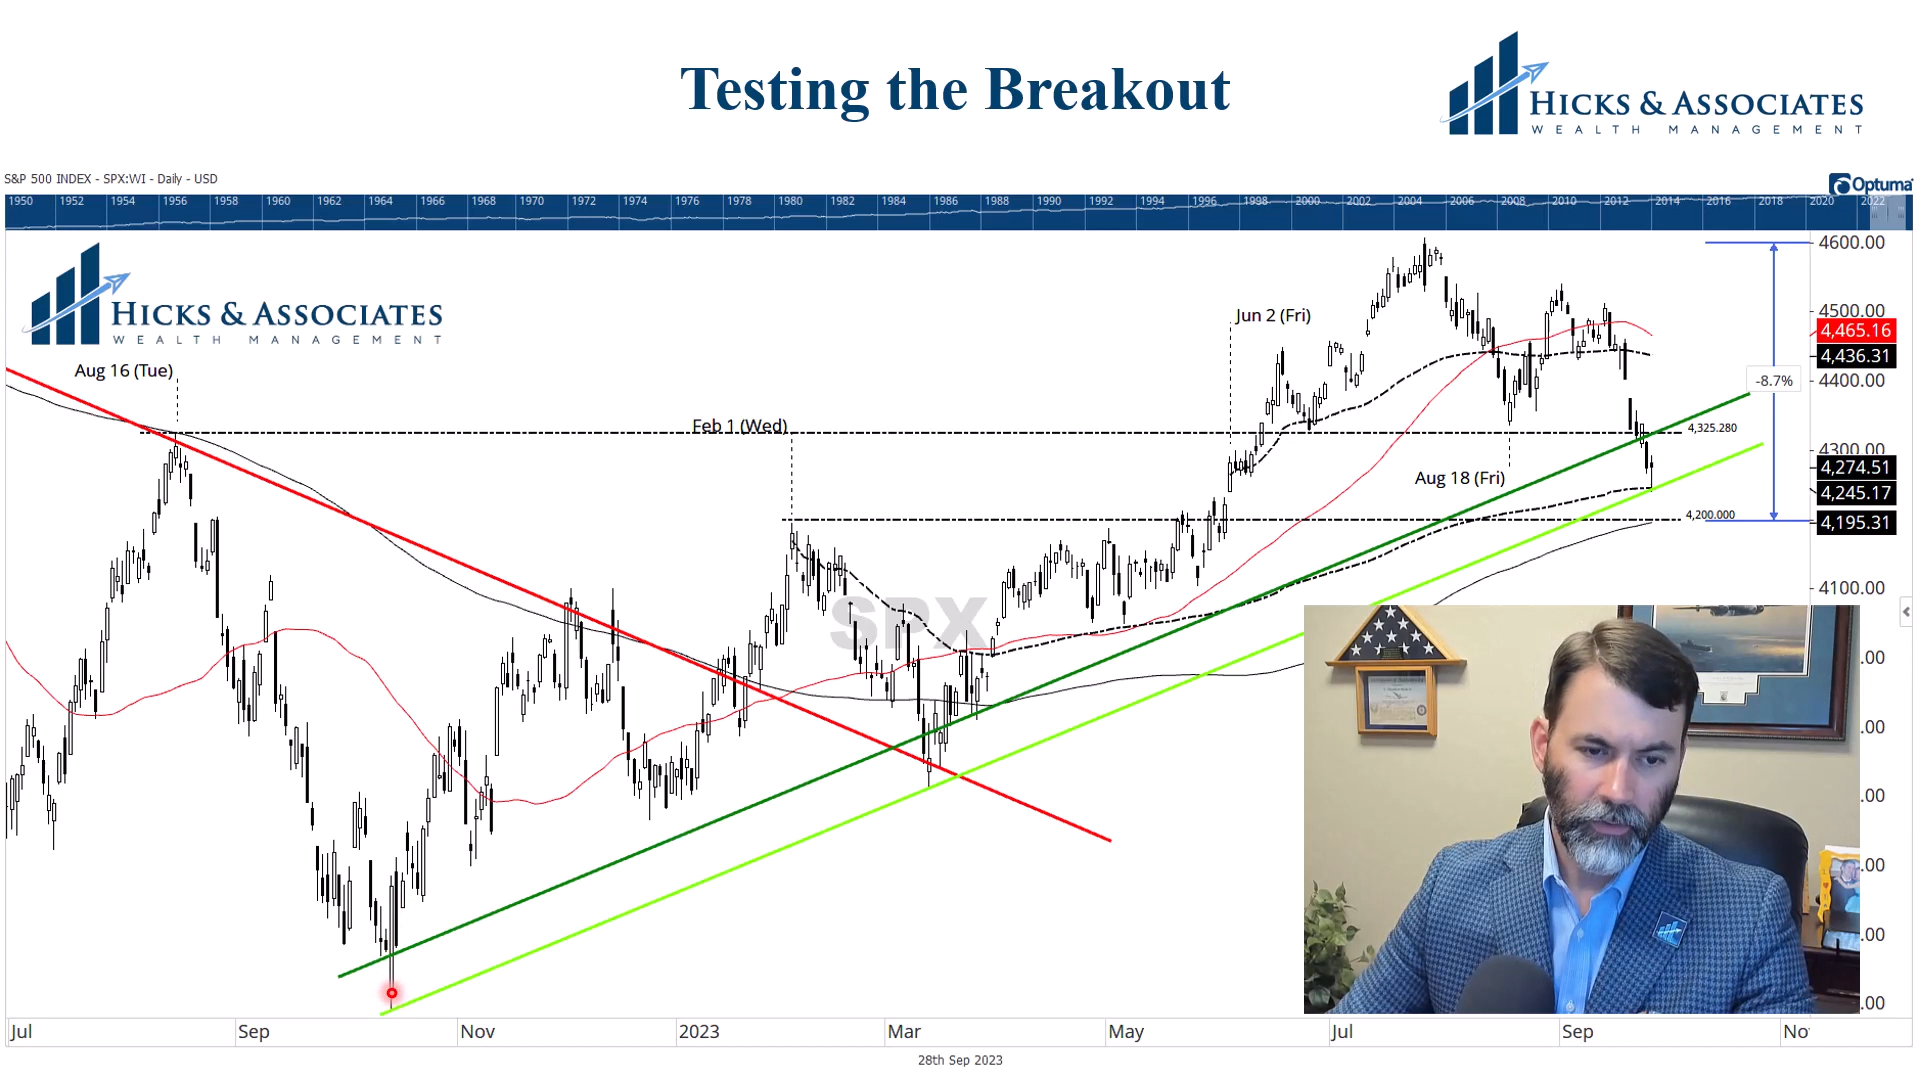 Testing the Breakout
HICKS & ASSOCIATES
WEALTH MANAGEMENT
S&P 500 INDEX - SPX:WI - Daily - USD
Optuma
1950 1952 1954 1956 1958 1960 1962 1964 1966 1968 1970 1972 1974 1976 1978 1980 1982 1984 1986 1988 1990 1992 1994 1996 1998 2000 2002 2004 2006 2008 2010 2012 2014 2016 2018 2020 2022
HICKS & ASSOCIATES
WEALTH MANAGEMENT
4600.00
4500.00
4,465.16
4,436.31
4400.00
-8.7%
Jun 2 (Fri)
Aug 16 (Tue)
Feb 1 (Wed)
4,325.280
4300.00
4,274.51
Aug 18 (Fri)
4,245.17
4,200.000
4,195.31
4100.00
SPX
.00
.00
.00
.00
.00
.00
Jul Sep Nov 2023 Mar May Jul Sep No
28th Sep 2023